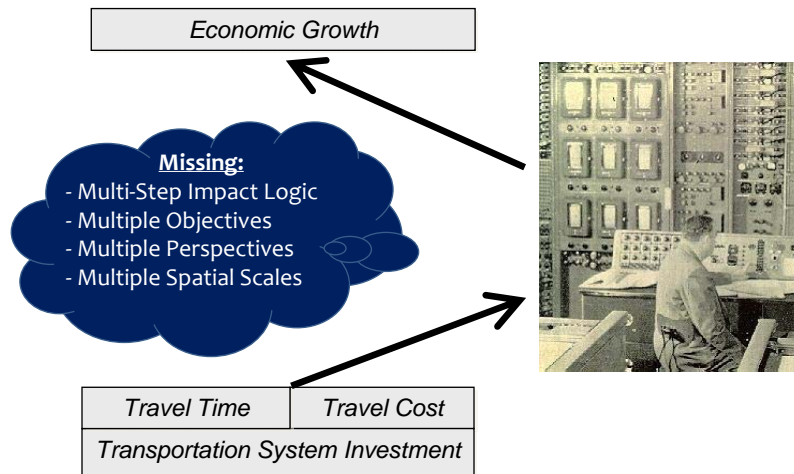 Economic Growth
Missing:
- Multi-Step Impact Logic
- Multiple Objectives
- Multiple Perspectives
- Multiple Spatial Scales
Travel Time
Travel Cost
Transportation System Investment